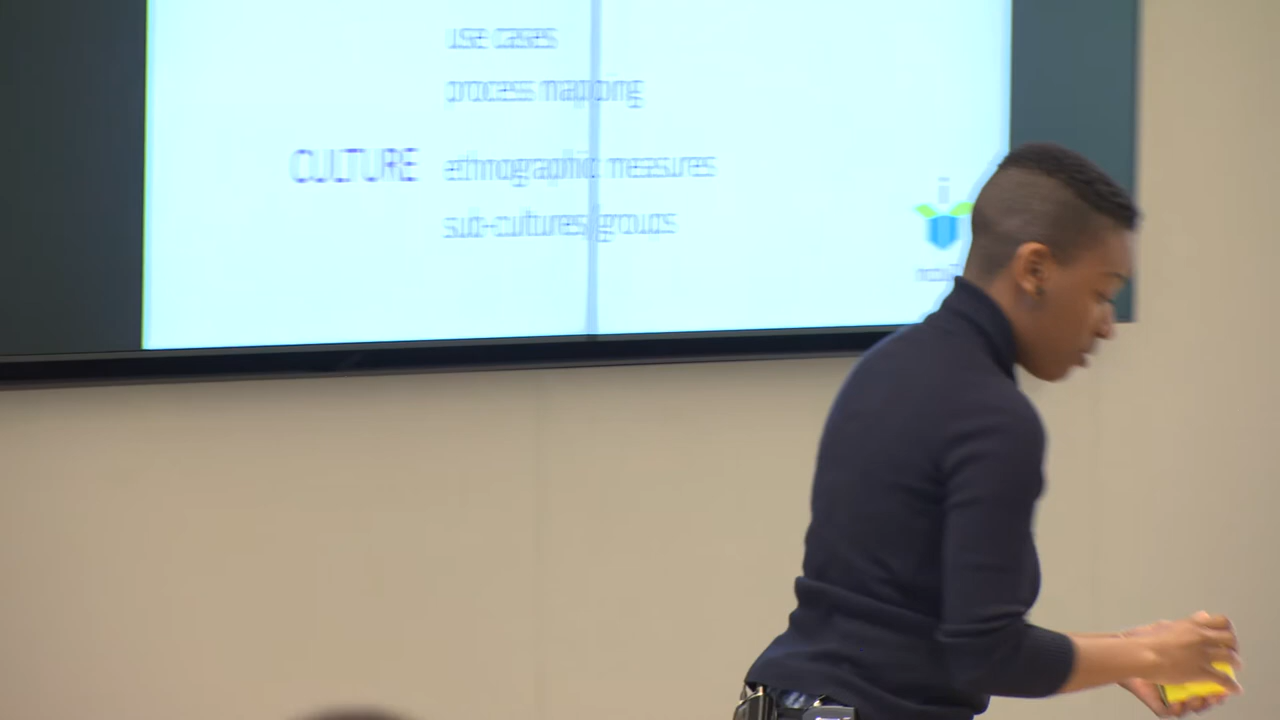 use cases
process mapping
CULTURE ethnographic measures
sub-cultures/groups